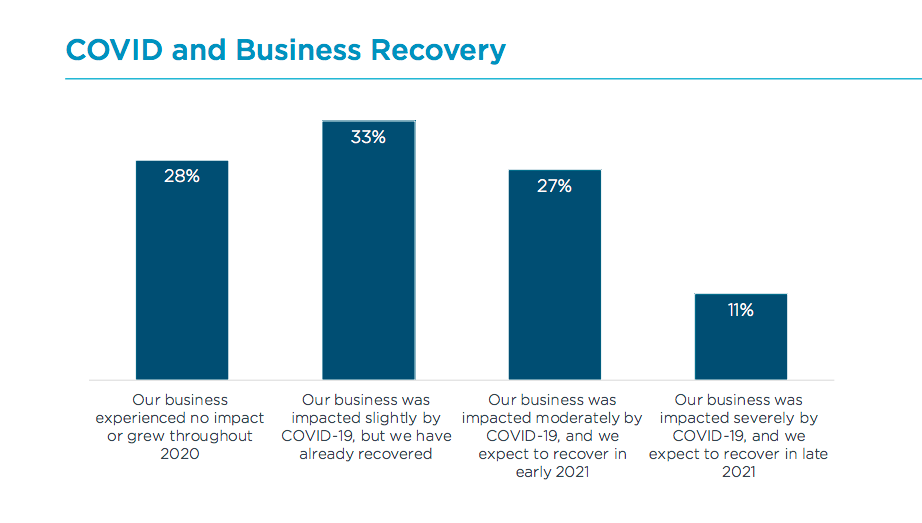 COVID and Business Recovery
28%
33%
27%
11%
Our business
experienced no impact
or grew throughout
2020
Our business was
impacted slightly by
COVID-19, but we have
already recovered
Our business was
impacted moderately by
COVID-19, and we
expect to recover in
early 2021
Our business was
impacted severely by
COVID-19, and we
expect to recover in late
2021